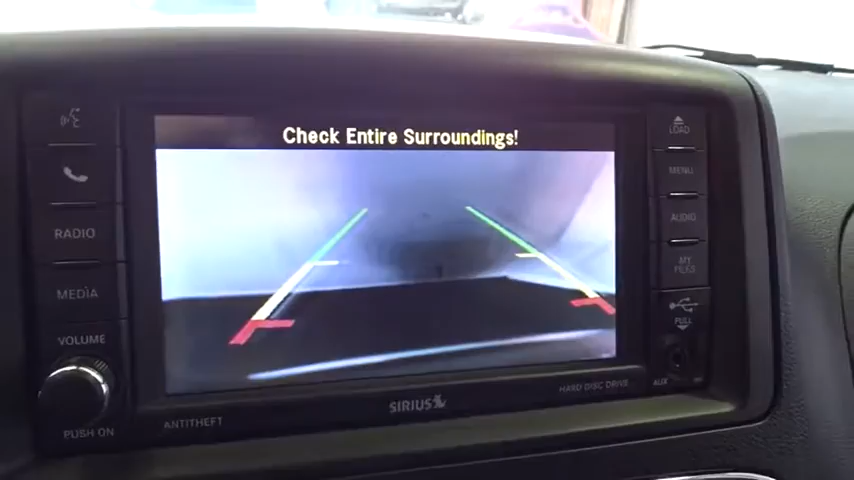 Check Entire Surroundings!
RADIO
MEDIA
VOLUME
PUSH ON
ANTITHEFT
SIRIUS
HARD DISC DRIVE
LOAD
MENU
AUDIO
MY
FILES
PULL
AUX